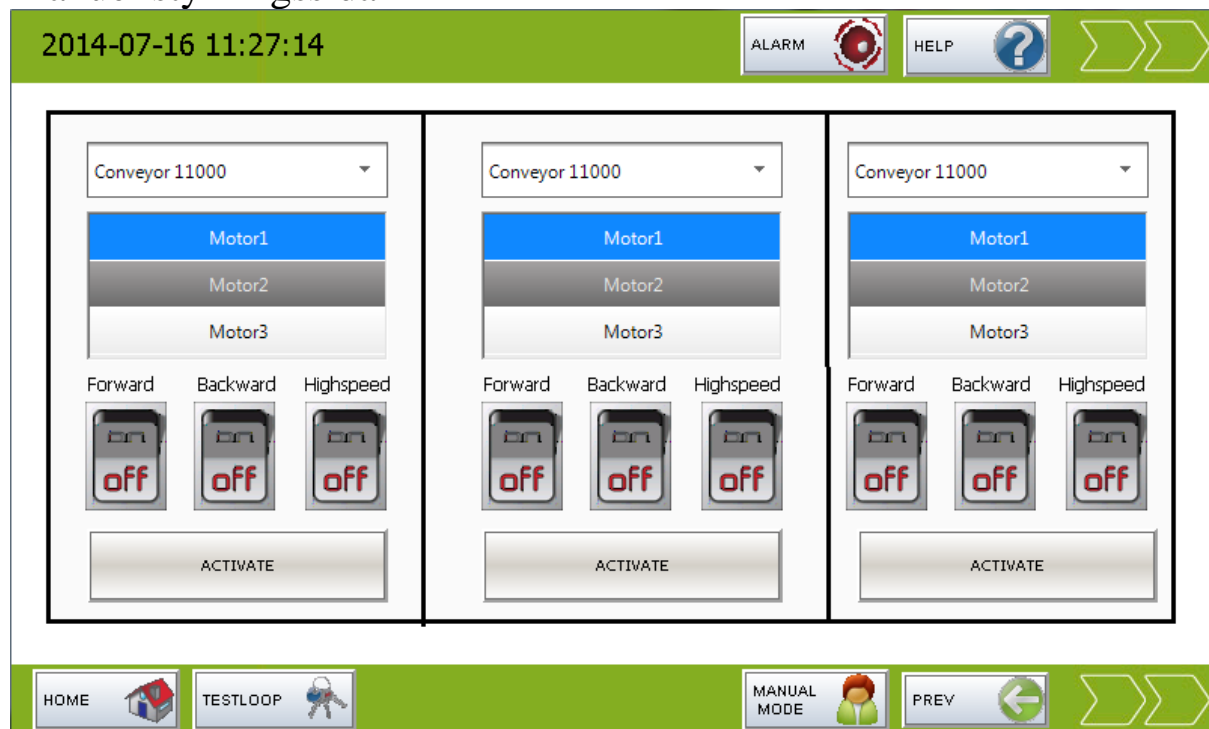 2014-07-16 11:27:14
ALARM
HELP
Conveyor 11000
Motor1
Motor2
Motor3
Forward Backward Highspeed
on on on
off off off
ACTIVATE
Conveyor 11000
Motor1
Motor2
Motor3
Forward Backward Highspeed
on on on
off off off
ACTIVATE
Conveyor 11000
Motor1
Motor2
Motor3
Forward Backward Highspeed
on on on
off off off
ACTIVATE
HOME
TESTLOOP
MANUAL
MODE
PREV